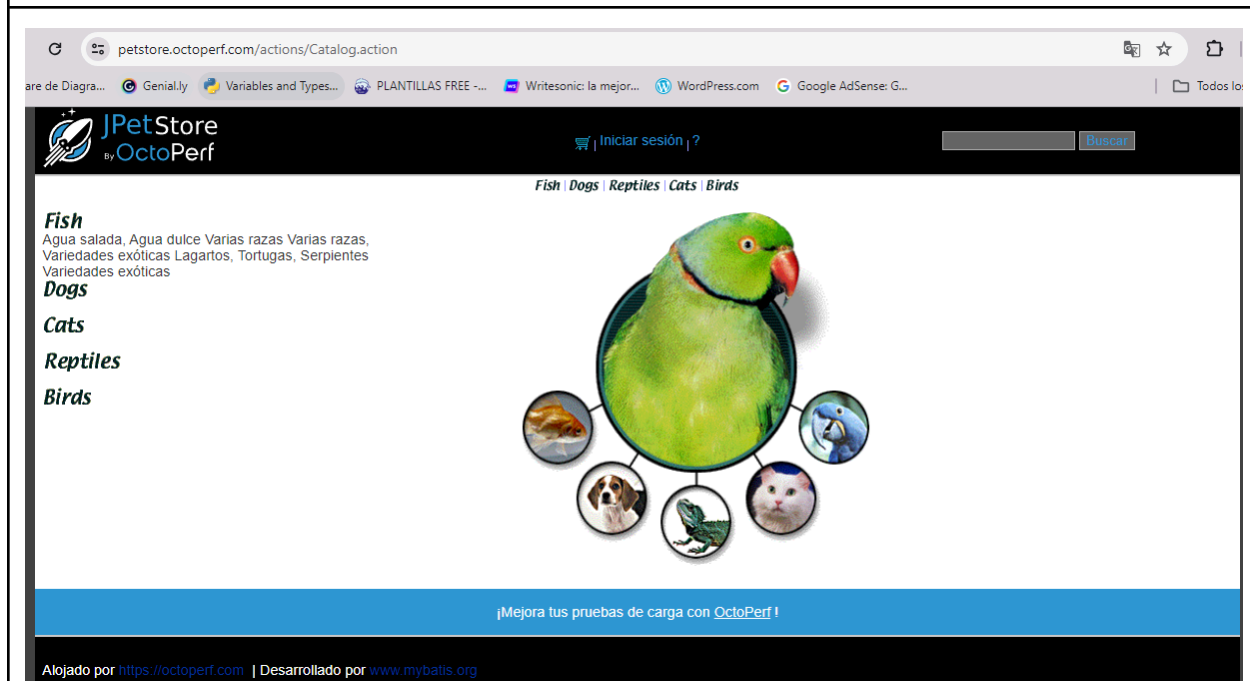 petstore.octoperf.com/actions/Catalog.action
are de Diagra... Genial.ly Variables and Types... PLANTILLAS FREE -... Writesonic: la mejor... WordPress.com Google AdSense: G... Todos los
JPetStore
By OctoPerf
| Iniciar sesión | ?
Buscar
Fish | Dogs | Reptiles | Cats | Birds
Fish
Agua salada, Agua dulce Varias razas Varias razas,
Variedades exóticas Lagartos, Tortugas, Serpientes
Variedades exóticas
Dogs
Cats
Reptiles
Birds
¡Mejora tus pruebas de carga con OctoPerf !
Alojado por https://octoperf.com | Desarrollado por www.mybatis.org